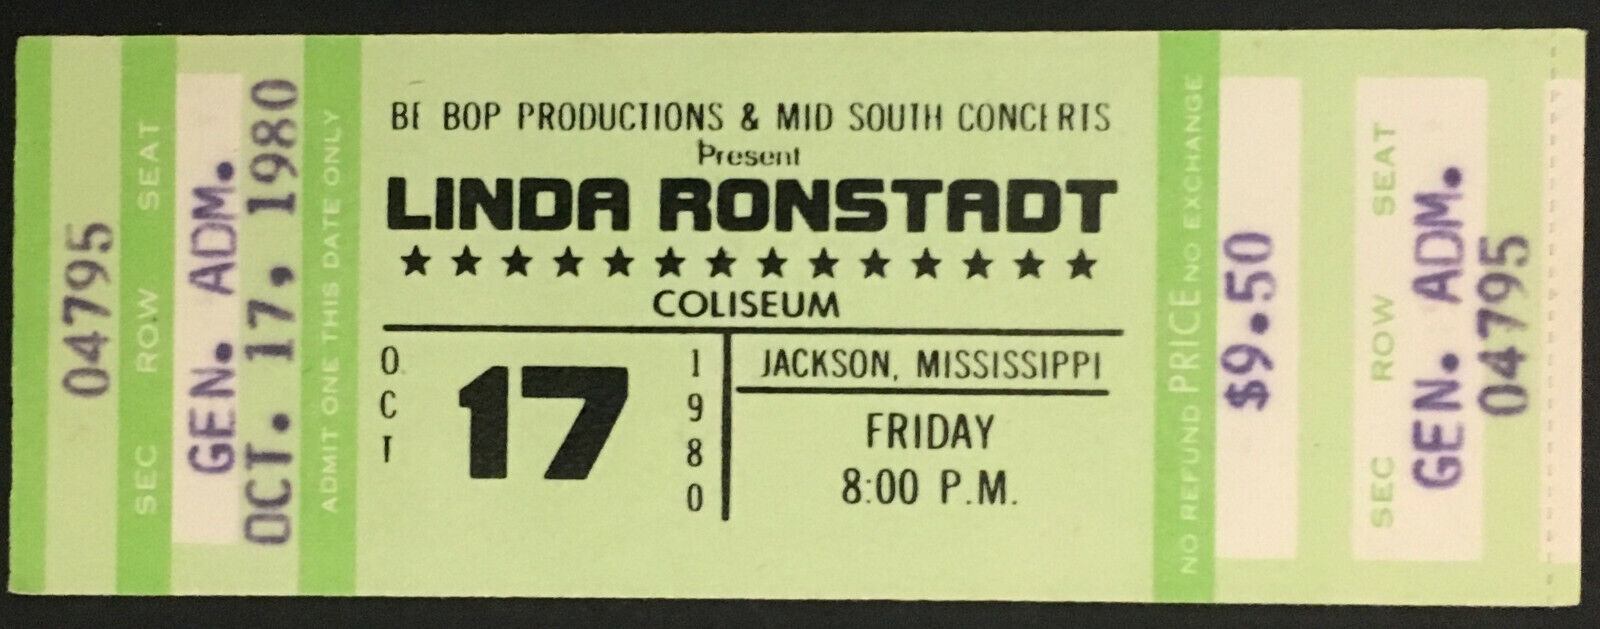 04795
SEC ROW SEAT
GEN. ADM.
OCT. 17, 1980
ADMIT ONE THIS DATE ONLY
BE BOP PRODUCTIONS & MID SOUTH CONCERTS
Present
LINDA RONSTADT
★ ★ ★ ★ ★ ★ ★ ★ ★ ★ ★ ★ ★ ★
COLISEUM
OCT
17
1980
JACKSON, MISSISSIPPI
FRIDAY
8:00 P.M.
NO REFUND PRICE NO EXCHANGE
$9.50
SEC ROW SEAT
GEN. ADM.
04795